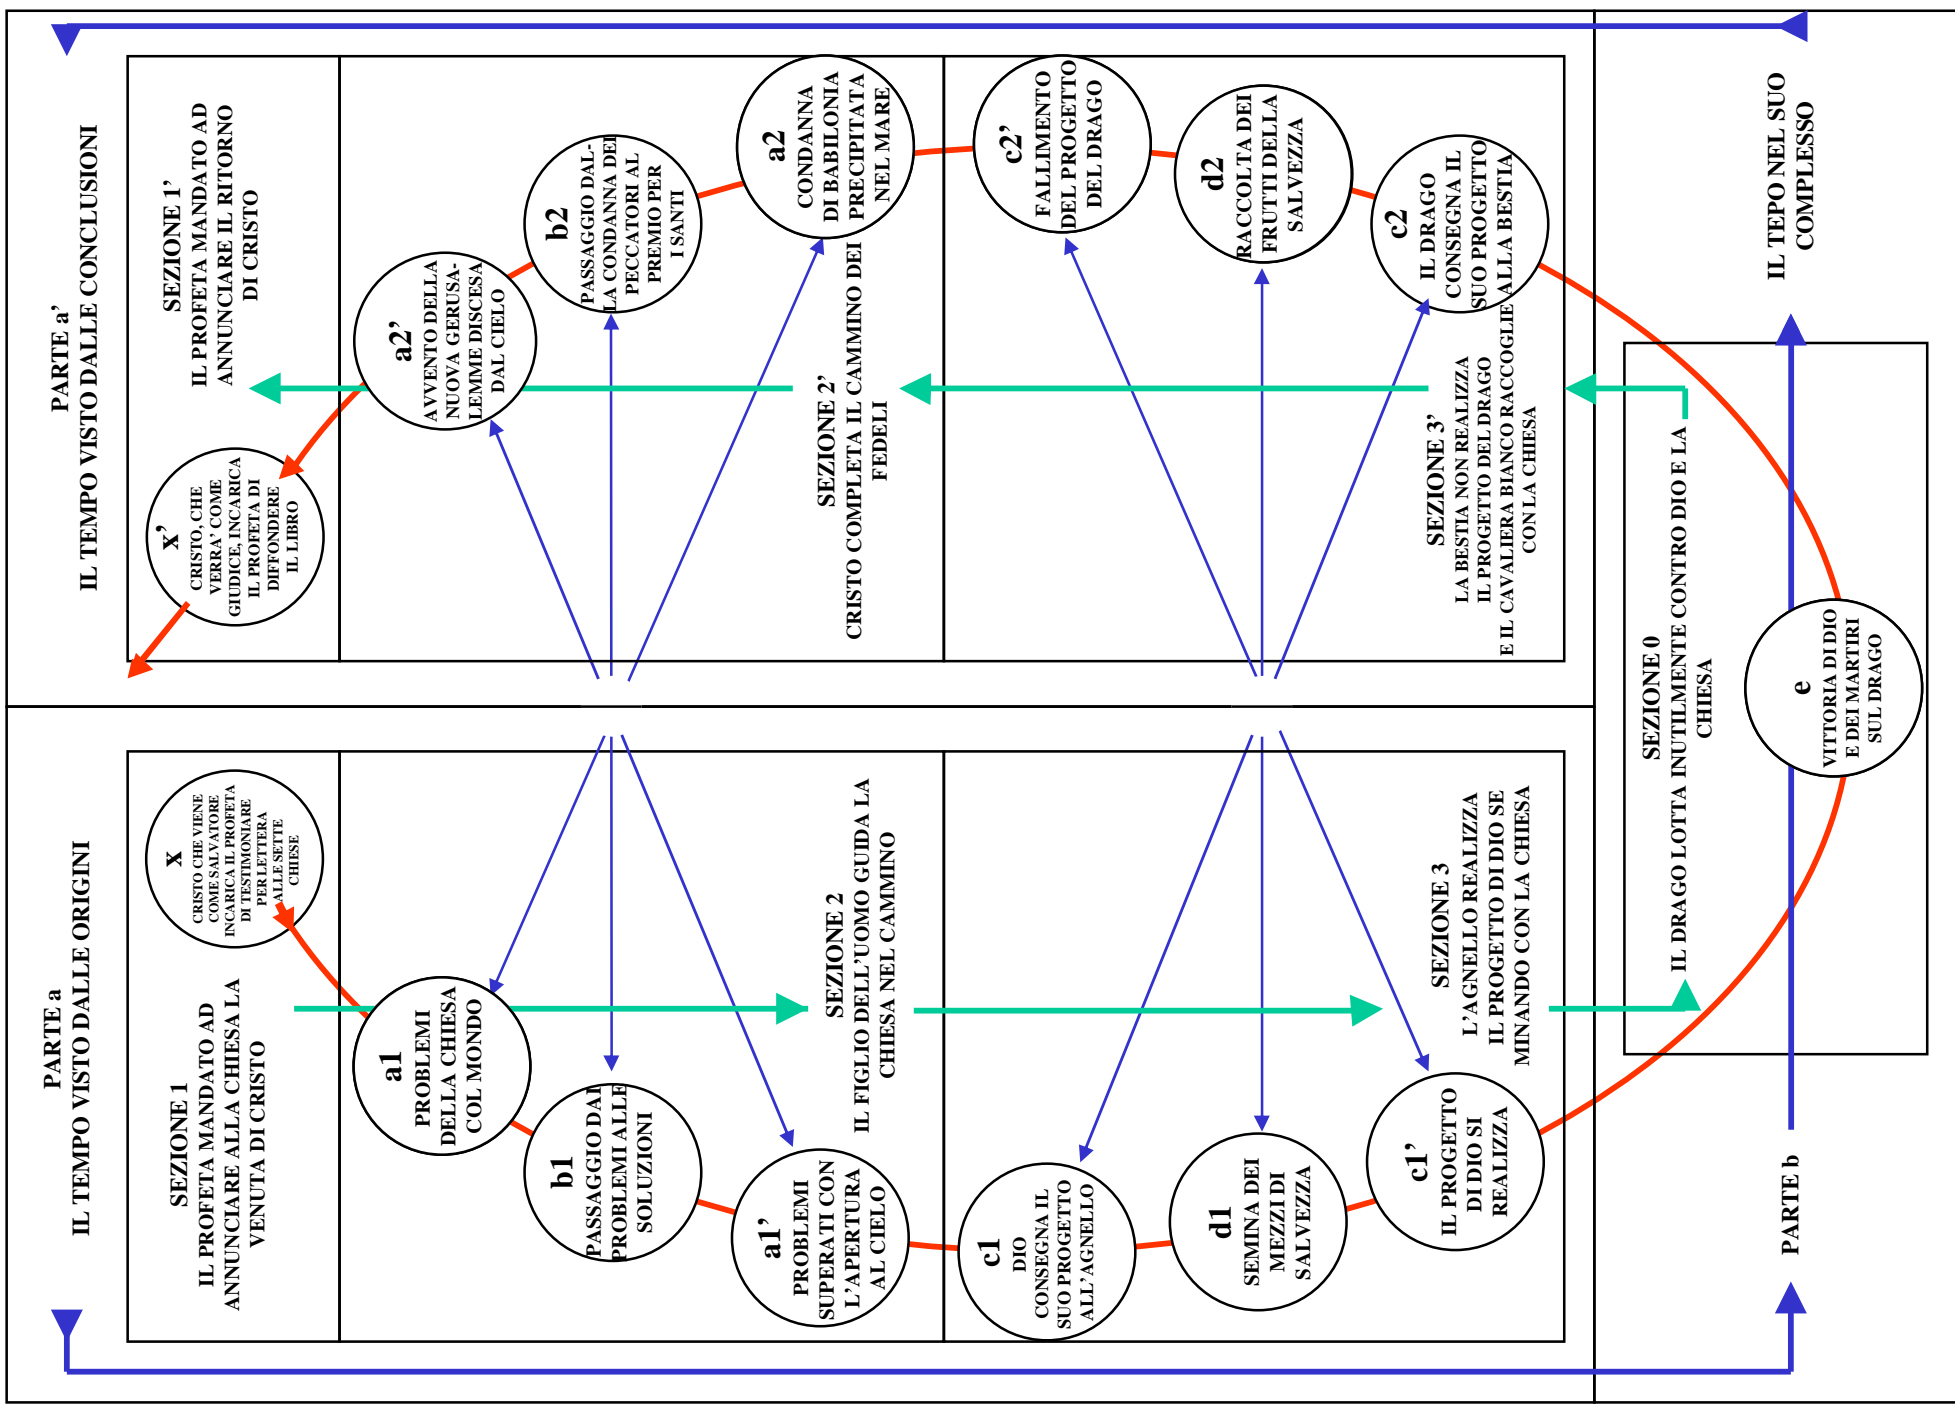 PARTE a
IL TEMPO VISTO DALLE ORIGINI
SEZIONE 1
IL PROFETA MANDATO AD
ANNUNCIARE ALLA CHIESA LA
VENUTA DI CRISTO
x
CRISTO CHE VIENE
COME SALVATORE
INCARICA IL PROFETA
DI TESTIMONIARE
PER LETTERA
ALLE SETTE
CHIESE
a1
PROBLEMI
DELLA CHIESA
COL MONDO
b1
PASSAGGIO DAI
PROBLEMI ALLE
SOLUZIONI
a1’
PROBLEMI
SUPERATI CON
L’APERTURA
AL CIELO
SEZIONE 2
IL FIGLIO DELL’UOMO GUIDA LA
CHIESA NEL CAMMINO
c1
DIO
CONSEGNA IL
SUO PROGETTO
ALL’AGNELLO
d1
SEMINA DEI
MEZZI DI
SALVEZZA
c1’
IL PROGETTO
DI DIO SI
REALIZZA
SEZIONE 3
L’AGNELLO REALIZZA
IL PROGETTO DI DIO SE
MINANDO CON LA CHIESA
PARTE a’
IL TEMPO VISTO DALLE CONCLUSIONI
x’
CRISTO, CHE
VERRA’ COME
GIUDICE, INCARICA
IL PROFETA DI
DIFFONDERE
IL LIBRO
SEZIONE 1’
IL PROFETA MANDATO AD
ANNUNCIARE IL RITORNO
DI CRISTO
a2’
AVVENTO DELLA
NUOVA GERUSA-
LEMME DISCESA
DAL CIELO
b2
PASSAGGIO DAL-
LA CONDANNA DEI
PECCATORI AL
PREMIO PER
I SANTI
a2
CONDANNA
DI BABILONIA
PRECIPITATA
NEL MARE
SEZIONE 2’
CRISTO COMPLETA IL CAMMINO DEI
FEDELI
c2’
FALLIMENTO
DEL PROGETTO
DEL DRAGO
d2
RACCCOLTA DEI
FRUTTI DELLA
SALVEZZA
c2
IL DRAGO
CONSEGNA IL
SUO PROGETTO
ALLA BESTIA
SEZIONE 3’
LA BESTIA NON REALIZZA
IL PROGETTO DEL DRAGO
E IL CAVALIERA BIANCO RACCOGLIE
CON LA CHIESA
SEZIONE 0
IL DRAGO LOTTA INUTILMENTE CONTRO DIO E LA
CHIESA
PARTE b
IL TEPO NEL SUO
COMPLESSO
e
VITTORIA DI DIO
E DEI MARTIRI
SUL DRAGO